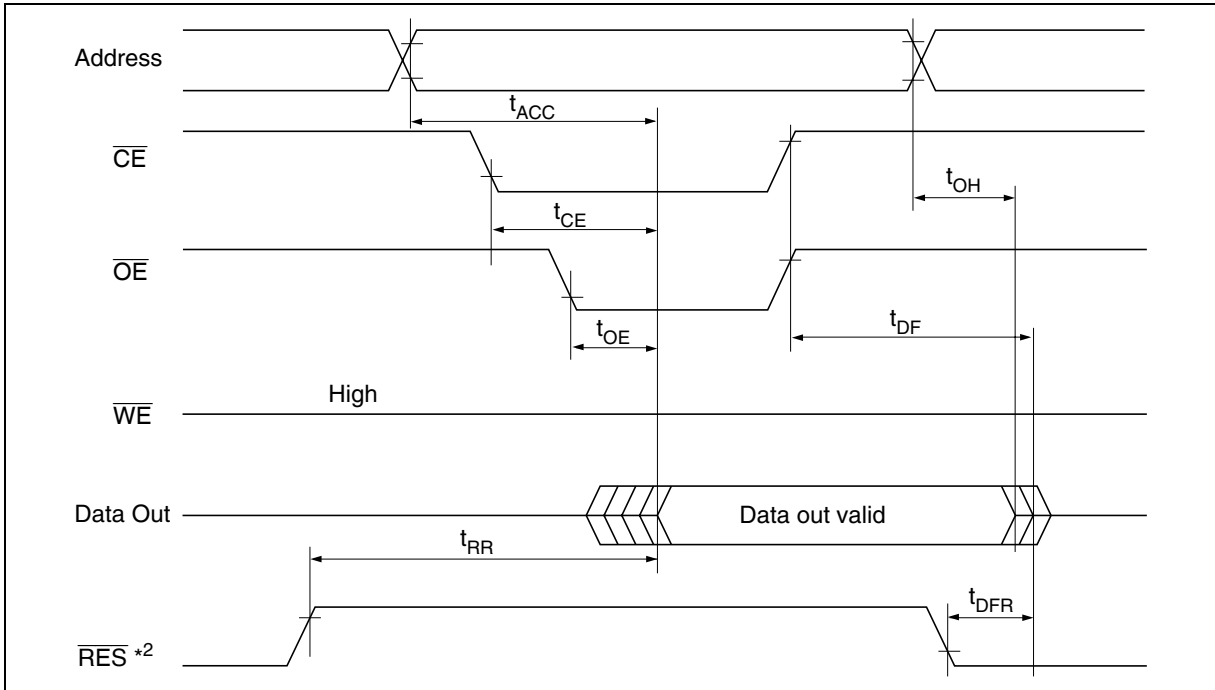 Address
tACC
CE
tOH
tCE
OE
tDF
tOE
High
WE
Data Out
Data out valid
tRR
tDFR
RES *2